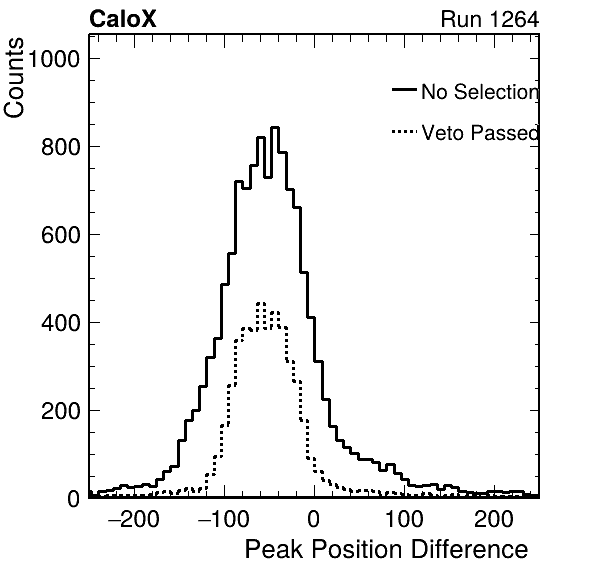 CaloX Run 1264
Counts
1000
800
600
400
200
0
No Selection
Veto Passed
−200 −100 0 100 200
Peak Position Difference